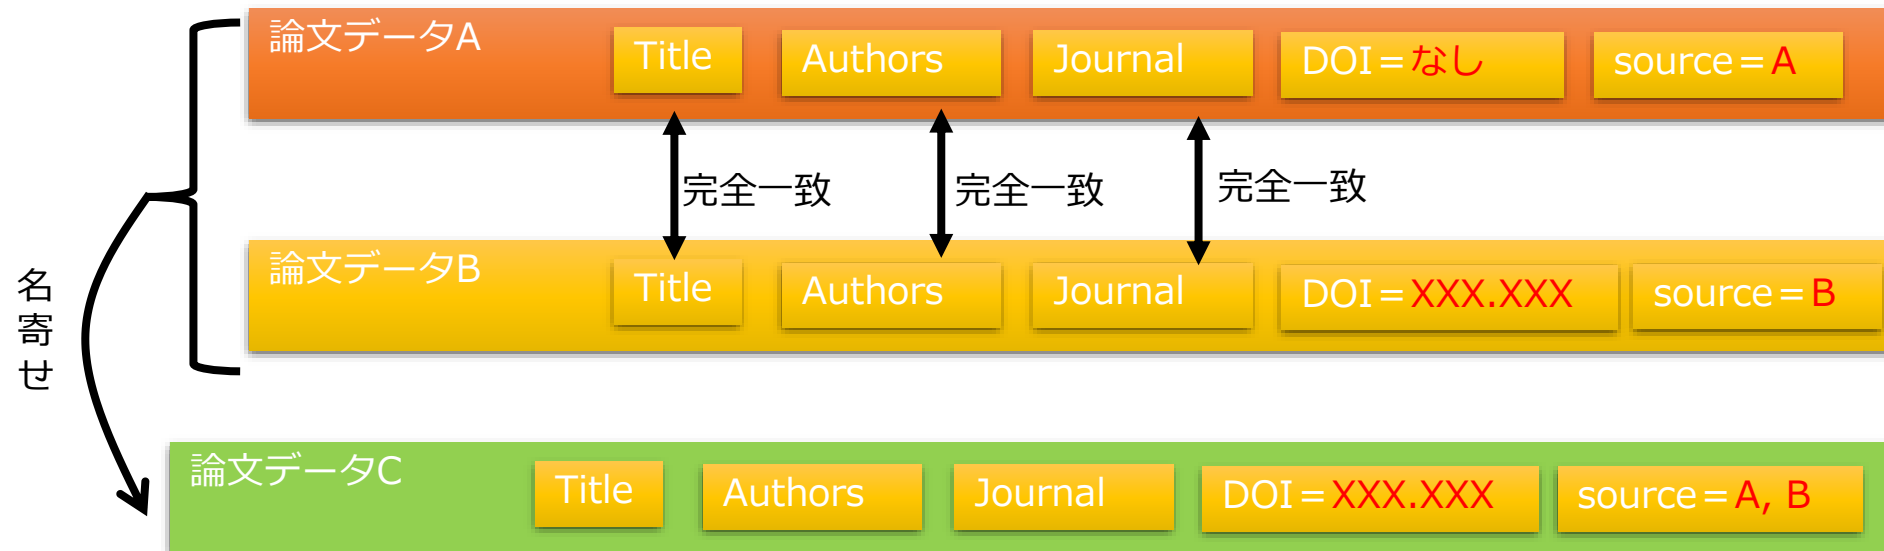 論文データA
Title
Authors
Journal
DOI=なし
source=A
完全一致
完全一致
完全一致
論文データB
Title
Authors
Journal
DOI=XXX.XXX
source=B
名寄せ
論文データC
Title
Authors
Journal
DOI=XXX.XXX
source=A, B